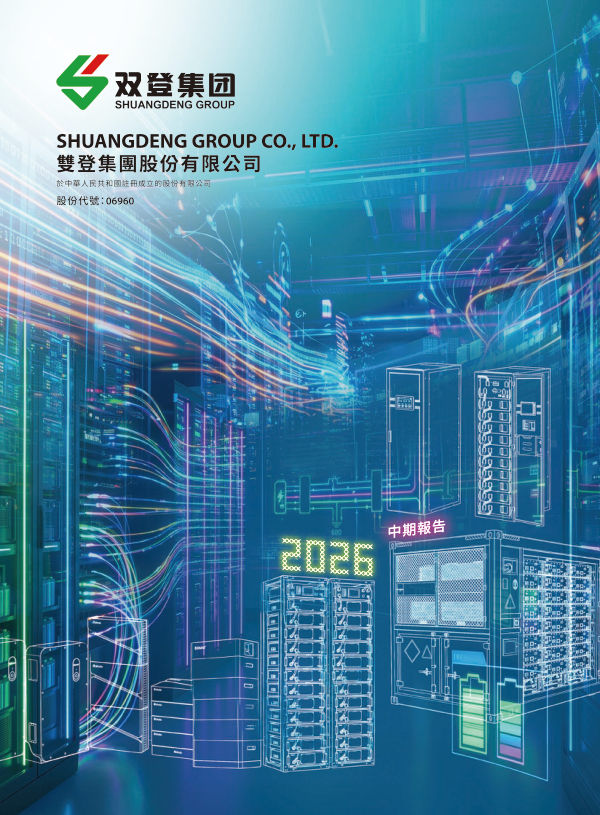 双登集团
SHUANGDENG GROUP
SHUANGDENG GROUP CO., LTD.
雙登集團股份有限公司
於中華人民共和國註冊成立的股份有限公司
股份代號：06960
中期報告
2026